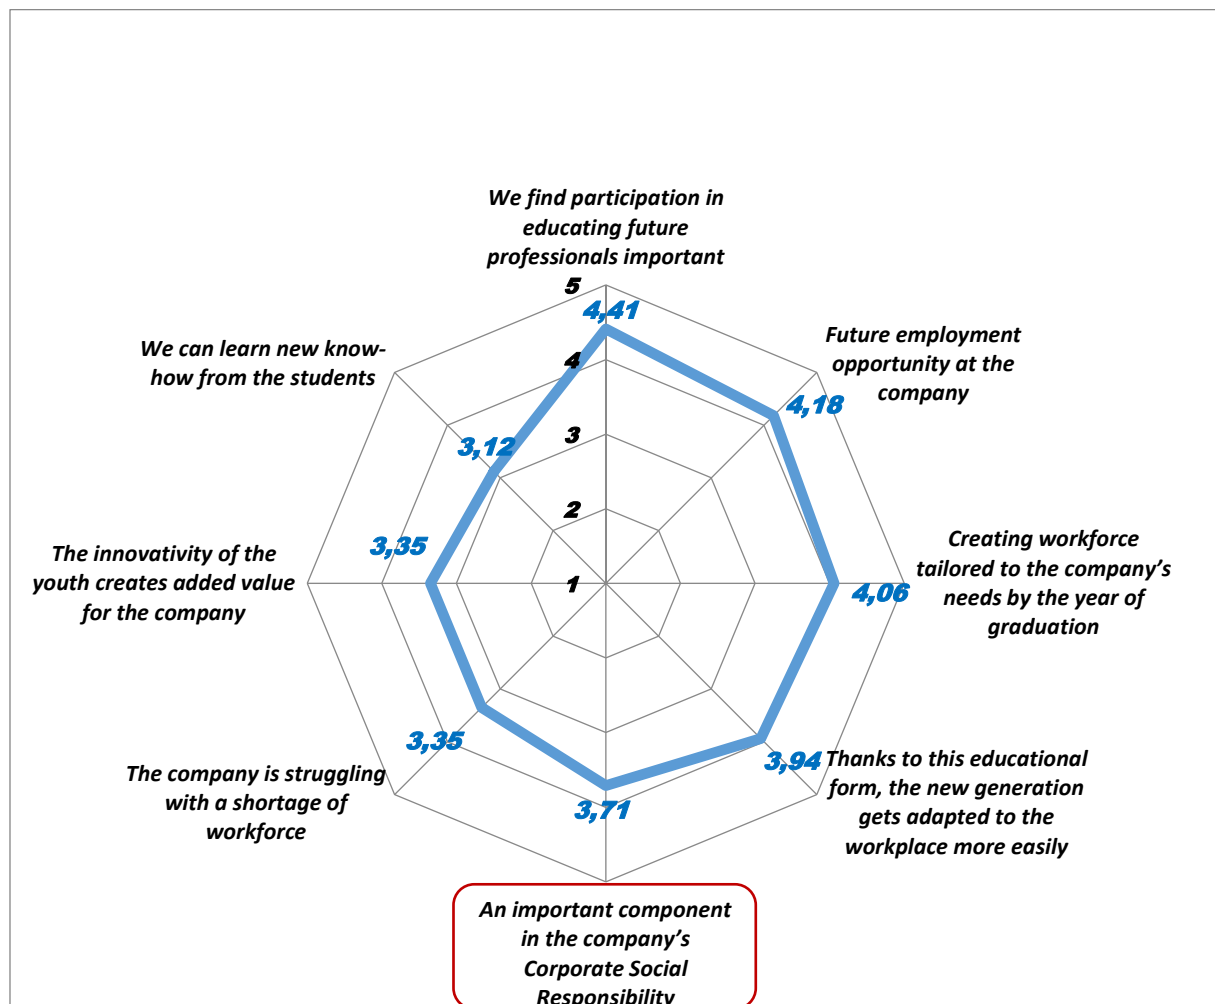 We find participation in
educating future
professionals important
5
4,41
Future employment
opportunity at the
company
4,18
We can learn new know-
how from the students
4
3,12
3
2
1
The innovativity of the
youth creates added value
for the company
3,35
Creating workforce
tailored to the company's
needs by the year of
graduation
4,06
The company is struggling
with a shortage of
workforce
3,35
3,71
3,94
Thanks to this educational
form, the new generation
gets adapted to the
workplace more easily
An important component
in the company's
Corporate Social
Responsibility